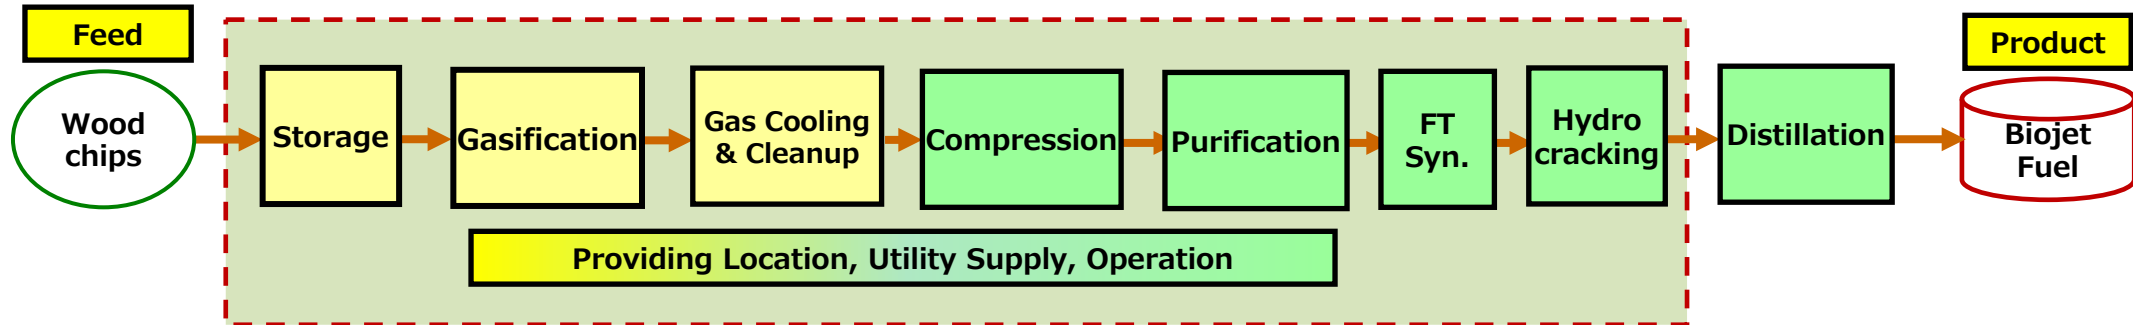 Feed
Product
Wood
chips
Storage
Gasification
Gas Cooling
& Cleanup
Compression
Purification
FT
Syn.
Hydro
cracking
Distillation
Biojet
Fuel
Providing Location, Utility Supply, Operation